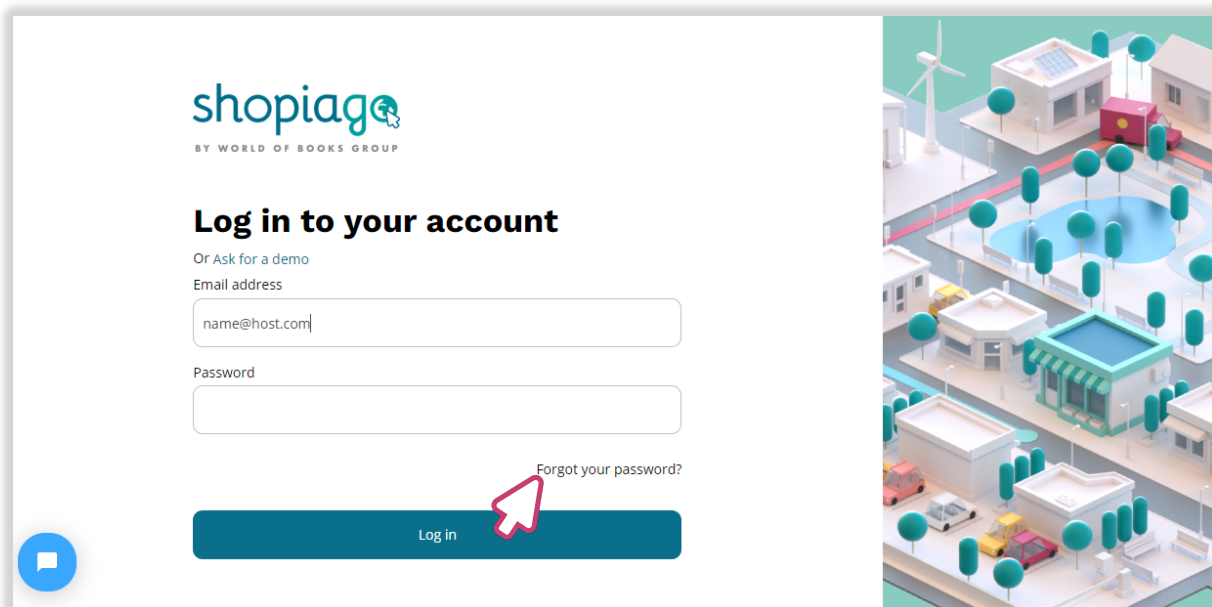 shopiago
BY WORLD OF BOOKS GROUP
Log in to your account
Or Ask for a demo
Email address
name@host.com
Password
Forgot your password?
Log in